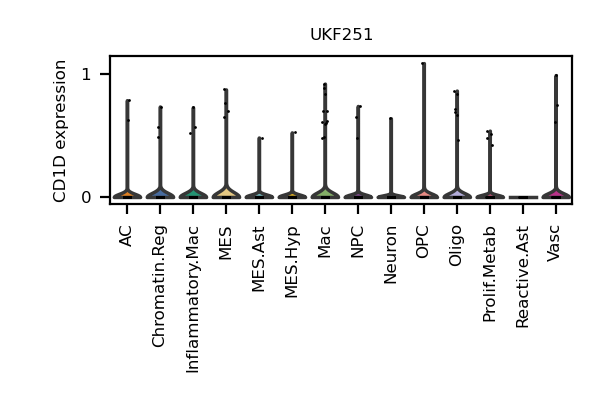 UKF251
CD1D expression
1
0
AC
Chromatin.Reg
Inflammatory.Mac
MES
MES.Ast
MES.Hyp
Mac
NPC
Neuron
OPC
Oligo
Prolif.Metab
Reactive.Ast
Vasc